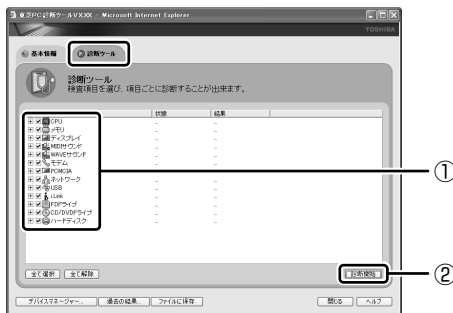 東芝PC診断ツールVX.XX - Microsoft Internet Explorer
TOSHIBA
基本情報
診断ツール
診断ツール
検査項目を選び、項目ごとに診断することが出来ます。
状態 結果
CPU - -
メモリ - -
ディスプレイ - -
MIDIサウンド - -
WAVEサウンド - -
モデム - -
PCMCIA - -
ネットワーク - -
USB - -
i.Link - -
FDドライブ - -
CD/DVDドライブ - -
ハードディスク - -
①
全て選択 全て解除 診断開始 ②
デバイスマネージャー... 過去の結果... ファイルに保存 閉じる ヘルプ